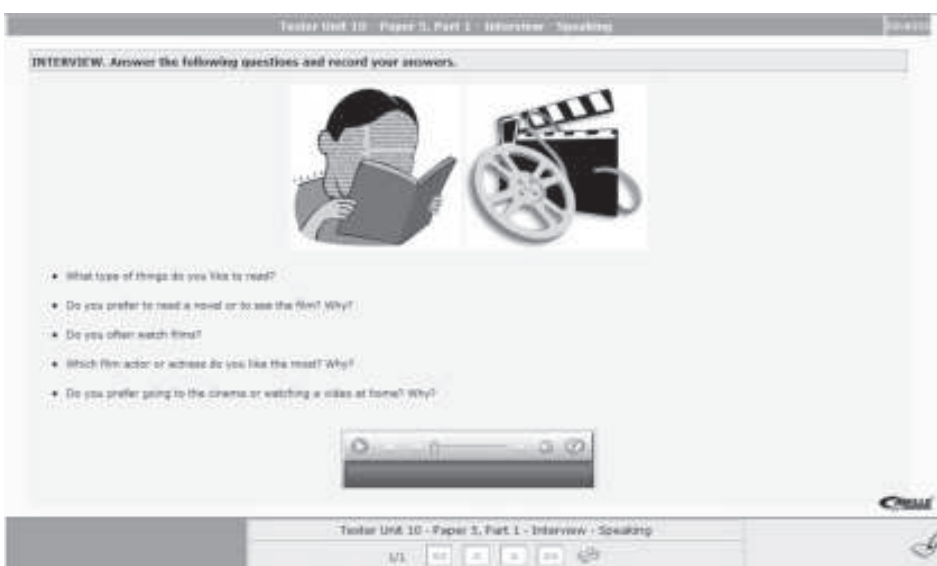 Tester Unit 10 - Paper 5, Part 1 - Interview - Speaking
INTERVIEW. Answer the following questions and record your answers.
What type of things do you like to read?
Do you prefer to read a novel or to see the film? Why?
Do you often watch films?
Which film actor or actress do you like the most? Why?
Do you prefer going to the cinema or watching a video at home? Why?
Tester Unit 10 - Paper 5, Part 1 - Interview - Speaking
1/1